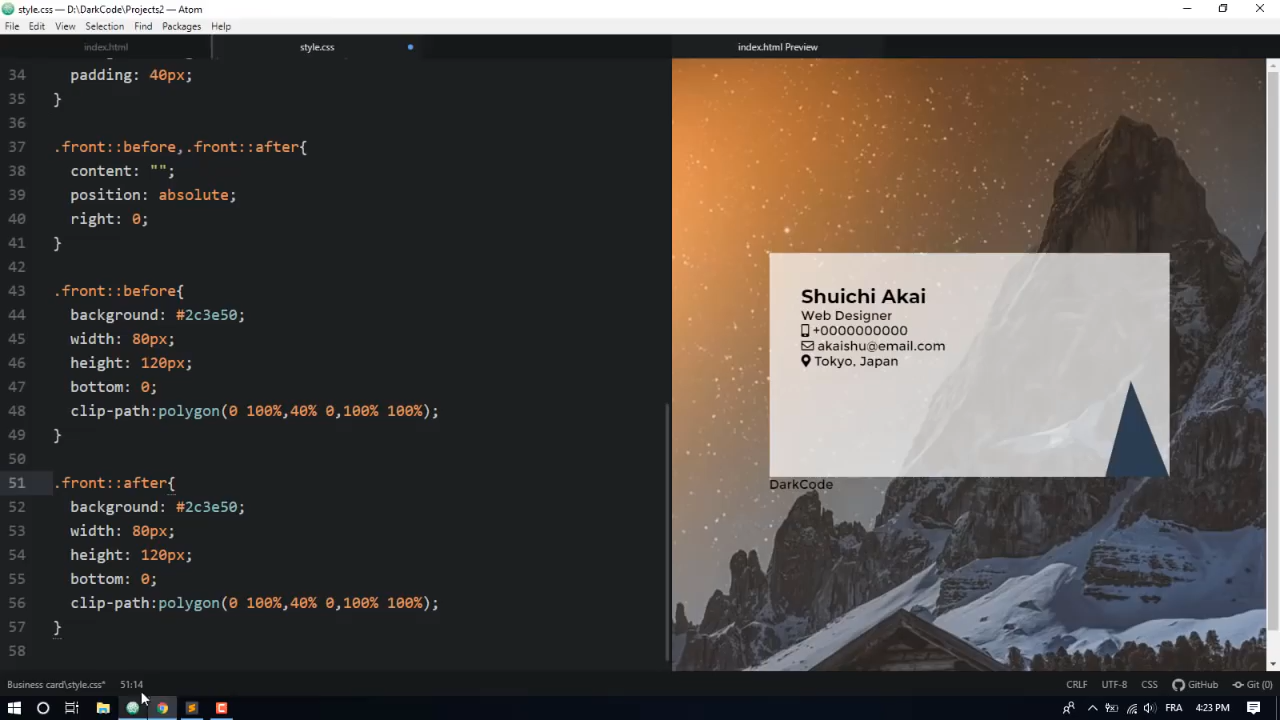 style.css — D:\DarkCode\Projects2 — Atom
File Edit View Selection Find Packages Help
index.html style.css index.html Preview
34 padding: 40px;
35 }
36
37 .front::before,.front::after{
38 content: "";
39 position: absolute;
40 right: 0;
41 }
42
43 .front::before{
44 background: #2c3e50;
45 width: 80px;
46 height: 120px;
47 bottom: 0;
48 clip-path:polygon(0 100%,40% 0,100% 100%);
49 }
50
51 .front::after{
52 background: #2c3e50;
53 width: 80px;
54 height: 120px;
55 bottom: 0;
56 clip-path:polygon(0 100%,40% 0,100% 100%);
57 }
58
Shuichi Akai
Web Designer
+0000000000
akaishu@email.com
Tokyo, Japan
DarkCode
Business card\style.css* 51:14 CRLF UTF-8 CSS GitHub Git (0)
FRA 4:23 PM